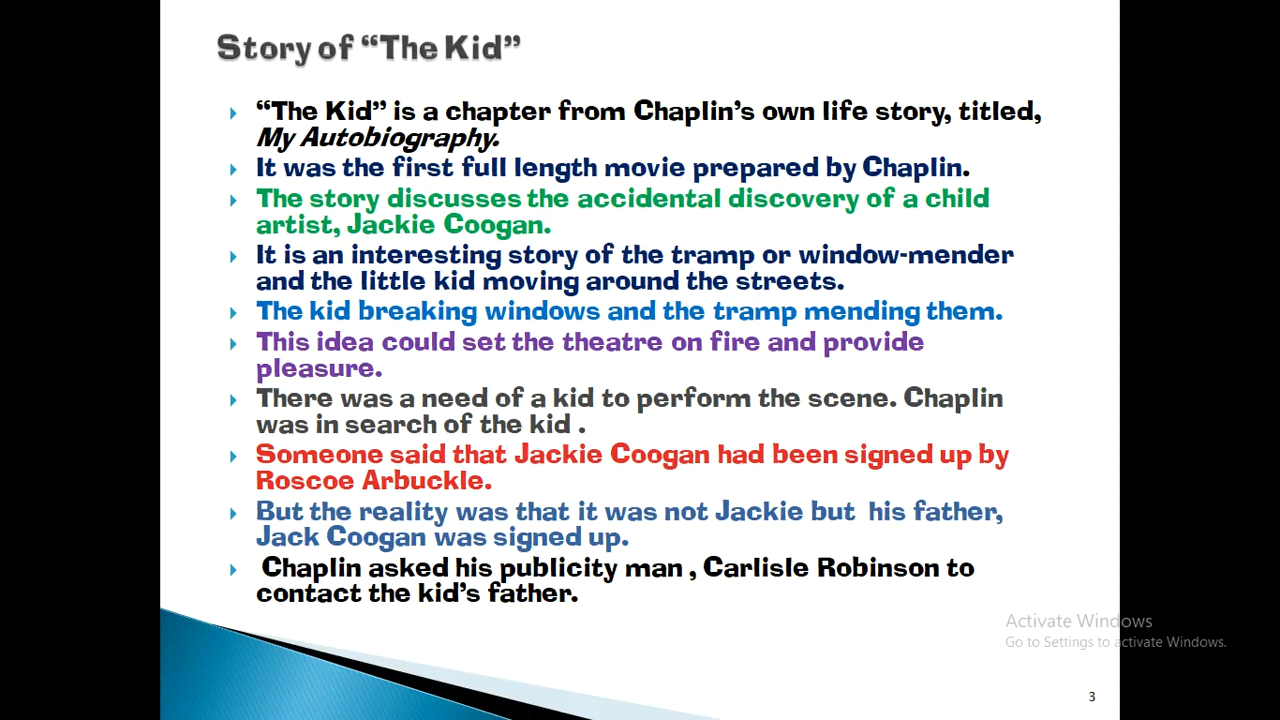 Story of “The Kid”
“The Kid” is a chapter from Chaplin’s own life story, titled,
My Autobiography.
It was the first full length movie prepared by Chaplin.
The story discusses the accidental discovery of a child
artist, Jackie Coogan.
It is an interesting story of the tramp or window-mender
and the little kid moving around the streets.
The kid breaking windows and the tramp mending them.
This idea could set the theatre on fire and provide
pleasure.
There was a need of a kid to perform the scene. Chaplin
was in search of the kid .
Someone said that Jackie Coogan had been signed up by
Roscoe Arbuckle.
But the reality was that it was not Jackie but his father,
Jack Coogan was signed up.
Chaplin asked his publicity man , Carlisle Robinson to
contact the kid’s father.
Activate Windows
Go to Settings to activate Windows.
3